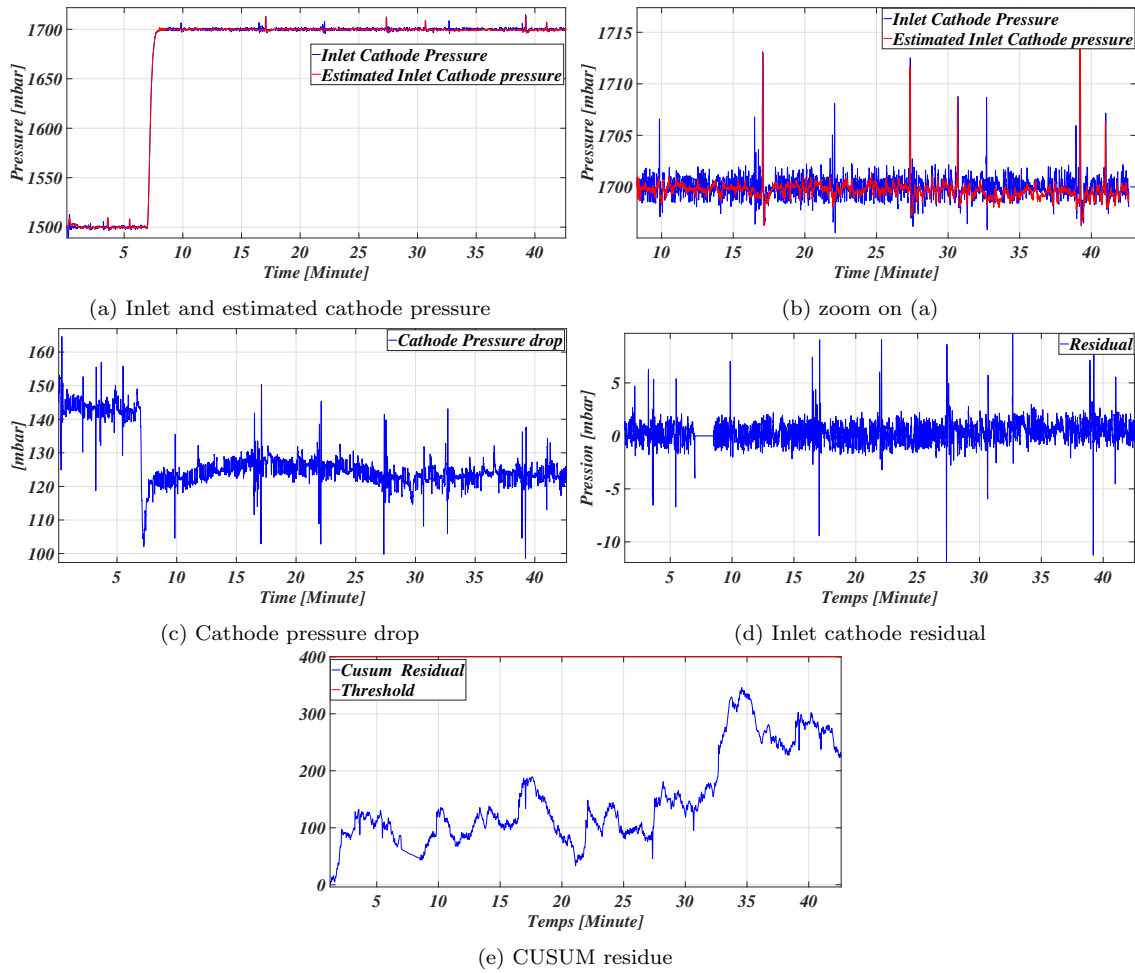 1700
1650
1600
1550
1500
Pressure [mbar]
Inlet Cathode Pressure
Estimated Inlet Cathode pressure
5 10 15 20 25 30 35 40
Time [Minute]
(a) Inlet and estimated cathode pressure
1715
1710
1705
1700
Pressure [mbar]
Inlet Cathode Pressure
Estimated Inlet Cathode pressure
10 15 20 25 30 35 40
Time [Minute]
(b) zoom on (a)
160
150
140
130
120
110
100
[mbar]
Cathode Pressure drop
5 10 15 20 25 30 35 40
Time [Minute]
(c) Cathode pressure drop
5
0
-5
-10
Pression [mbar]
Residual
5 10 15 20 25 30 35 40
Temps [Minute]
(d) Inlet cathode residual
400
300
200
100
0
Cusum Residual
Threshold
5 10 15 20 25 30 35 40
Temps [Minute]
(e) CUSUM residue